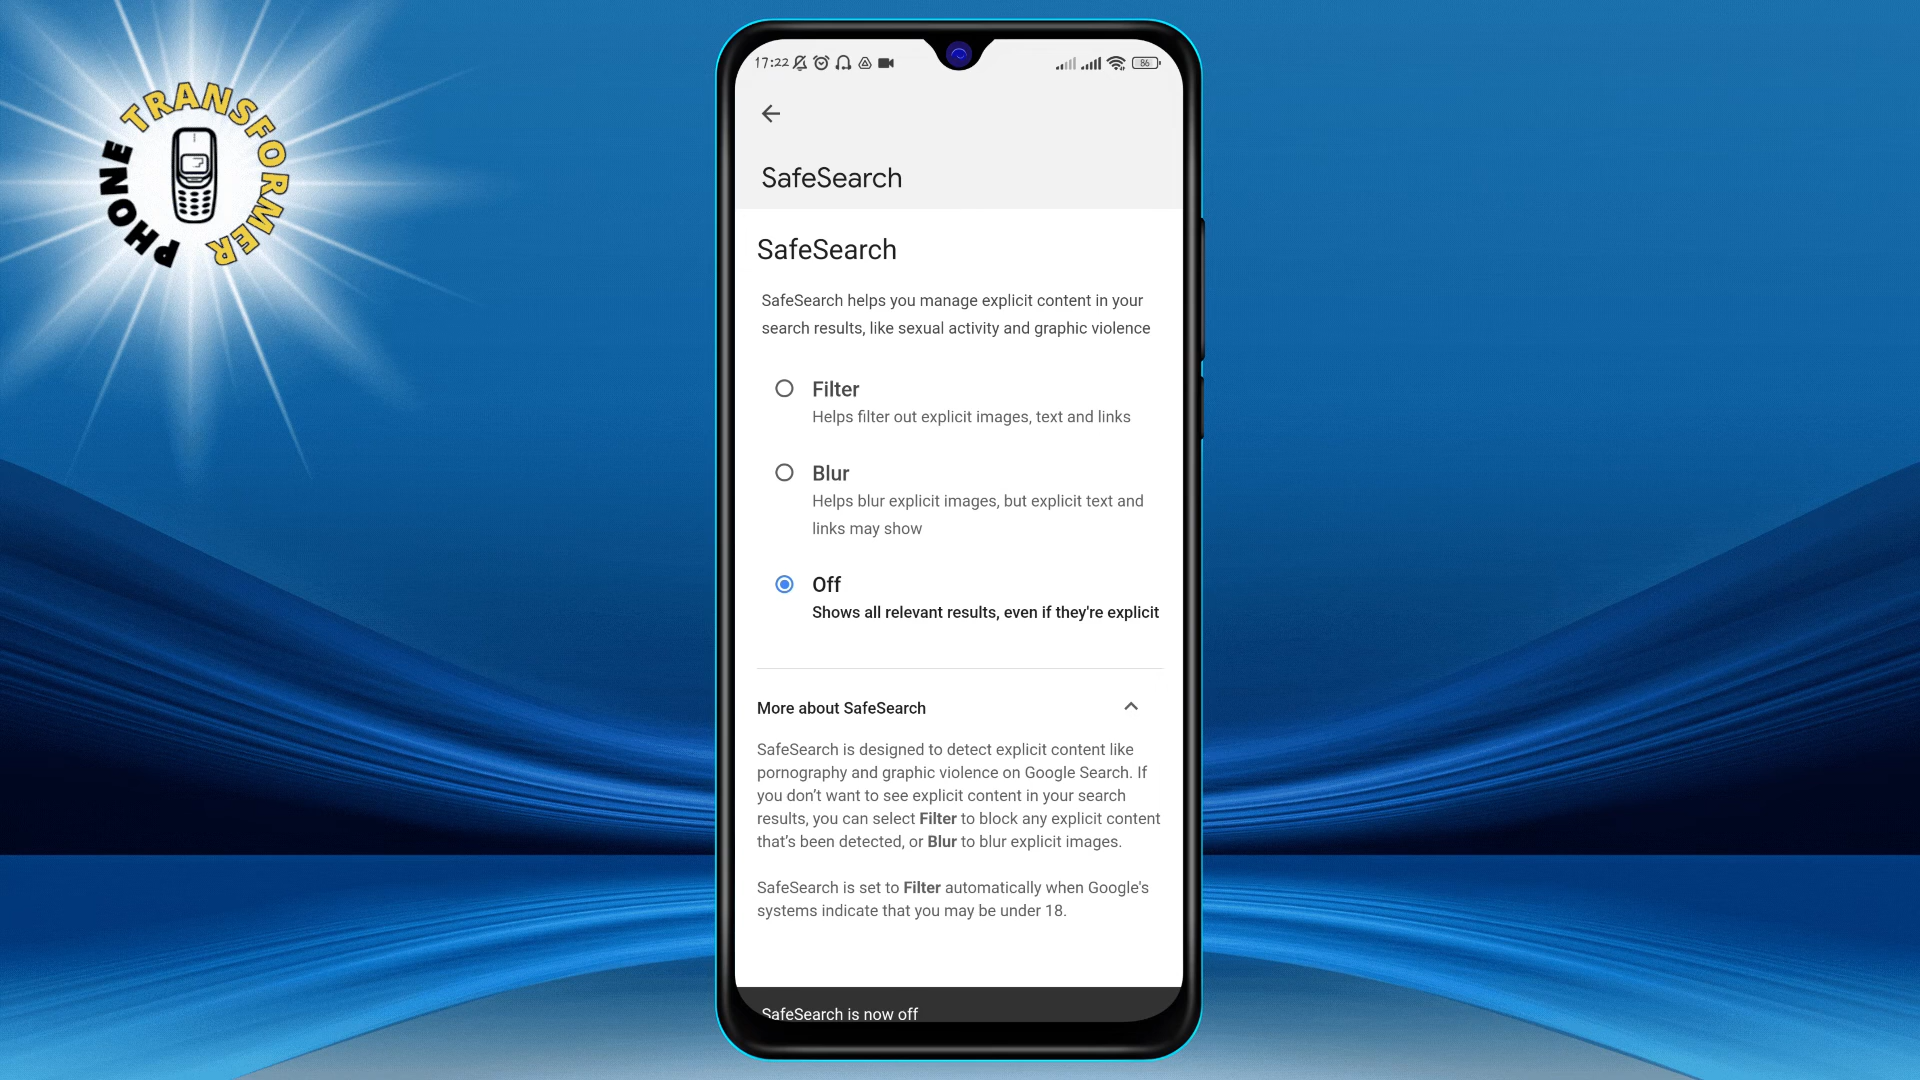 PHONE TRANSFORMER
17:22
86
SafeSearch
SafeSearch
SafeSearch helps you manage explicit content in your
search results, like sexual activity and graphic violence
Filter
Helps filter out explicit images, text and links
Blur
Helps blur explicit images, but explicit text and
links may show
Off
Shows all relevant results, even if they're explicit
More about SafeSearch
SafeSearch is designed to detect explicit content like
pornography and graphic violence on Google Search. If
you don’t want to see explicit content in your search
results, you can select Filter to block any explicit content
that’s been detected, or Blur to blur explicit images.
SafeSearch is set to Filter automatically when Google's
systems indicate that you may be under 18.
SafeSearch is now off